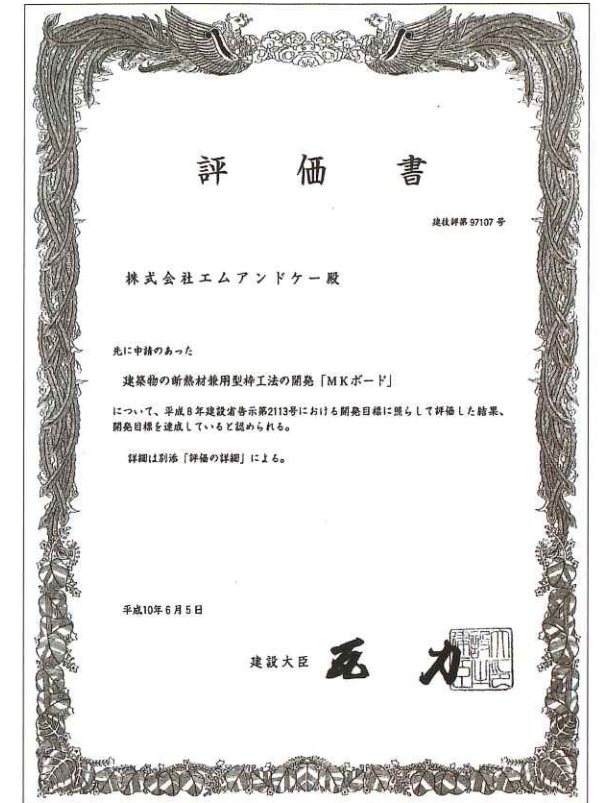 評価書
建技評第97107号
株式会社エムアンドケー殿
先に申請のあった
建築物の断熱材兼用型枠工法の開発「MKボード」
について、平成8年建設省告示第2113号における開発目標に照らして評価した結果、
開発目標を達成していると認められる。
詳細は別添「評価の詳細」による。
平成10年6月5日
建設大臣 瓦 力